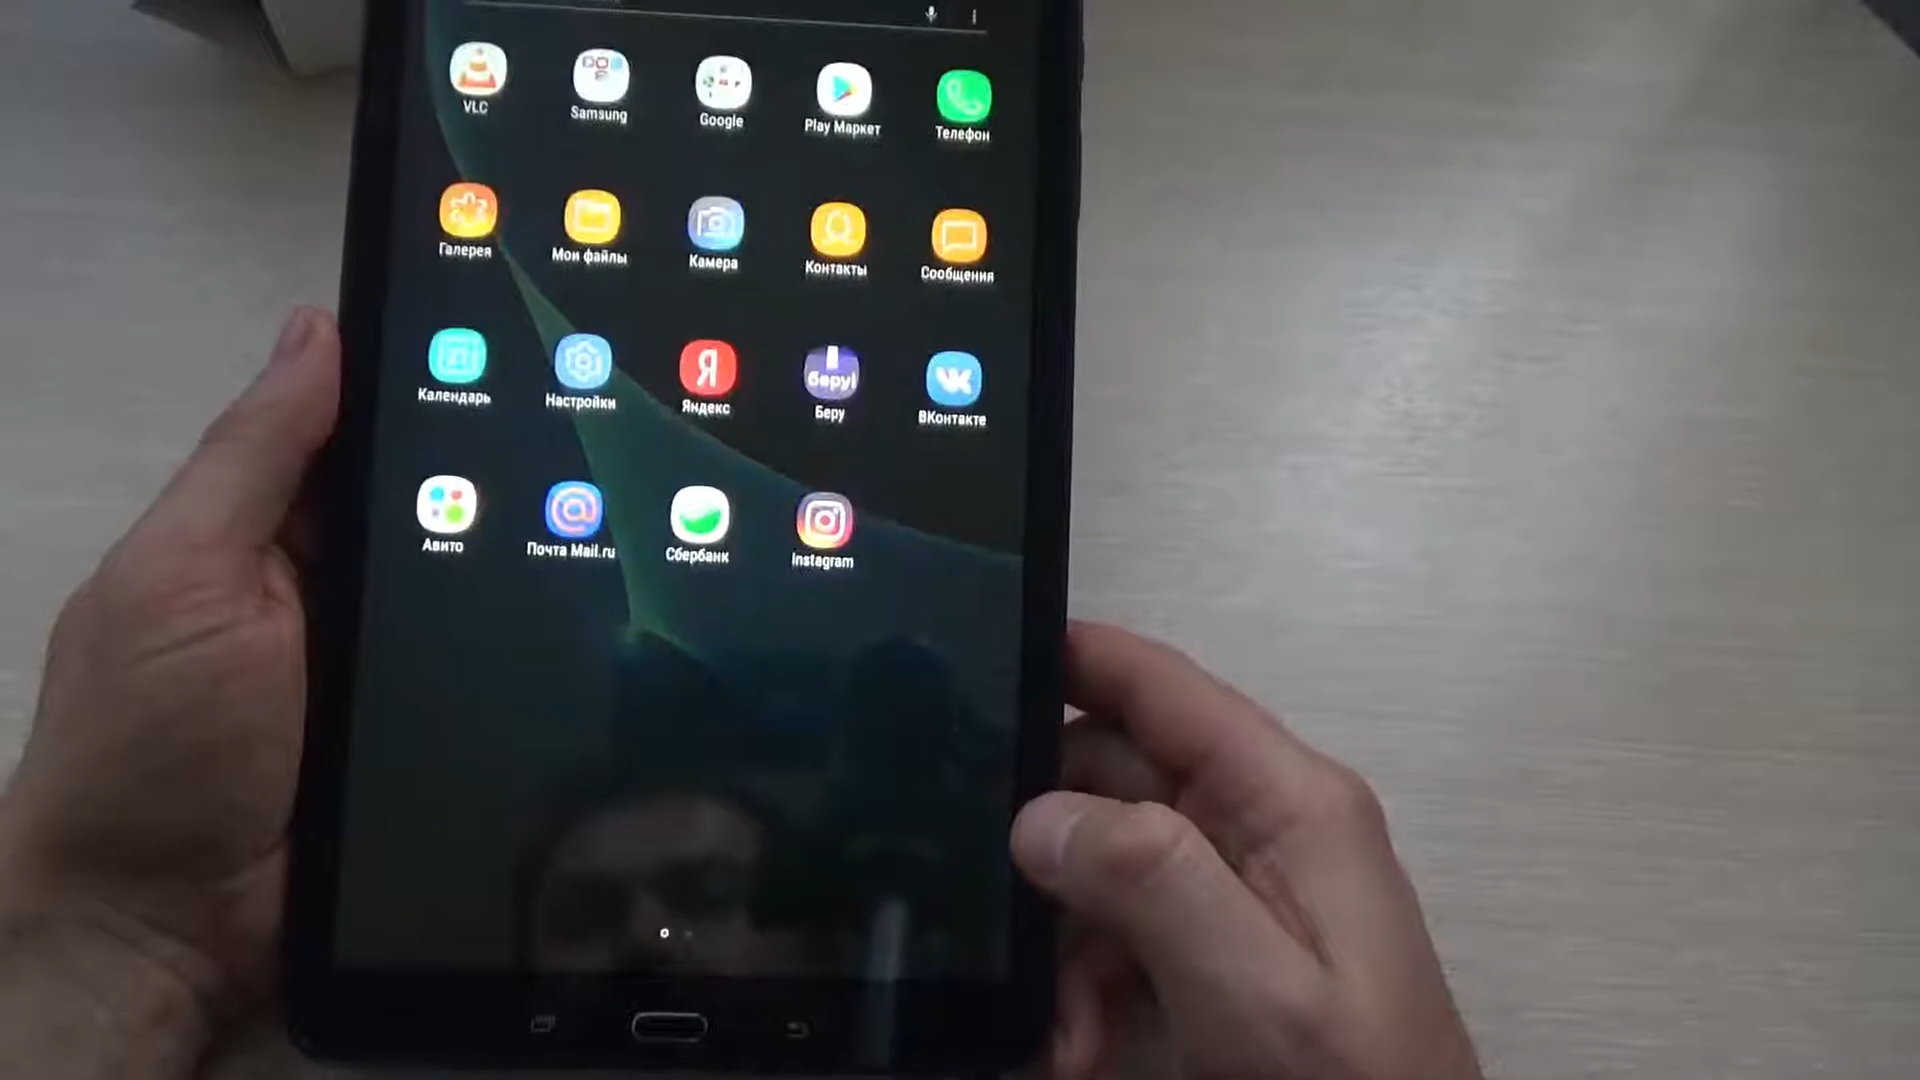 VLC
Samsung
Google
Play Маркет
Телефон
Галерея
Мои файлы
Камера
Контакты
Сообщения
Календарь
Настройки
Я
Яндекс
беру!
Беру
ВКонтакте
Авито
Почта Mail.ru
Сбербанк
Instagram